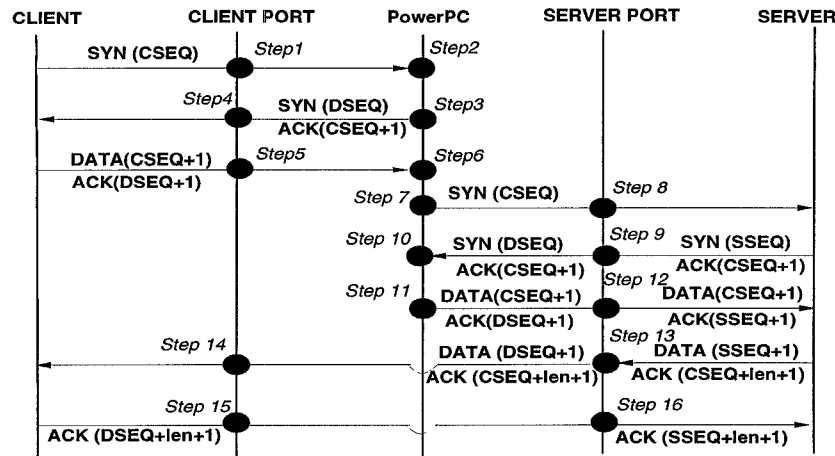 CLIENT CLIENT PORT PowerPC SERVER PORT SERVER
SYN (CSEQ) Step1 Step2
Step4 SYN (DSEQ) Step3
ACK(CSEQ+1)
DATA(CSEQ+1) Step5 Step6
ACK(DSEQ+1)
Step 7 SYN (CSEQ) Step 8
Step 10 SYN (DSEQ) Step 9 SYN (SSEQ)
ACK(CSEQ+1) ACK(CSEQ+1)
Step 11 DATA(CSEQ+1) Step 12 DATA(CSEQ+1)
ACK(DSEQ+1) ACK(SSEQ+1)
Step 14 DATA (DSEQ+1) Step 13 DATA (SSEQ+1)
ACK (CSEQ+len+1) ACK (CSEQ+len+1)
Step 15 Step 16
ACK (DSEQ+len+1) ACK (SSEQ+len+1)